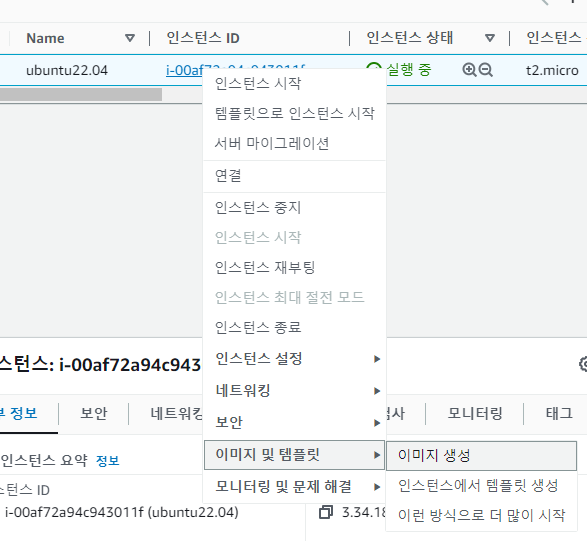 Name 인스턴스 ID 인스턴스 상태 인스턴스
ubuntu22.04 i-00af72a94c943011f 실행 중 t2.micro
인스턴스 시작
템플릿으로 인스턴스 시작
서버 마이그레이션
연결
인스턴스 중지
인스턴스 시작
인스턴스 재부팅
인스턴스 최대 절전 모드
인스턴스 종료
인스턴스 설정
네트워킹
보안
이미지 및 템플릿
모니터링 및 문제 해결
이미지 생성
인스턴스에서 템플릿 생성
이런 방식으로 더 많이 시작
스턴스: i-00af72a94c943
정보 보안 네트워킹 모니터링 태그
인스턴스 요약 정보
스턴스 ID
i-00af72a94c943011f (ubuntu22.04) 3.34.18